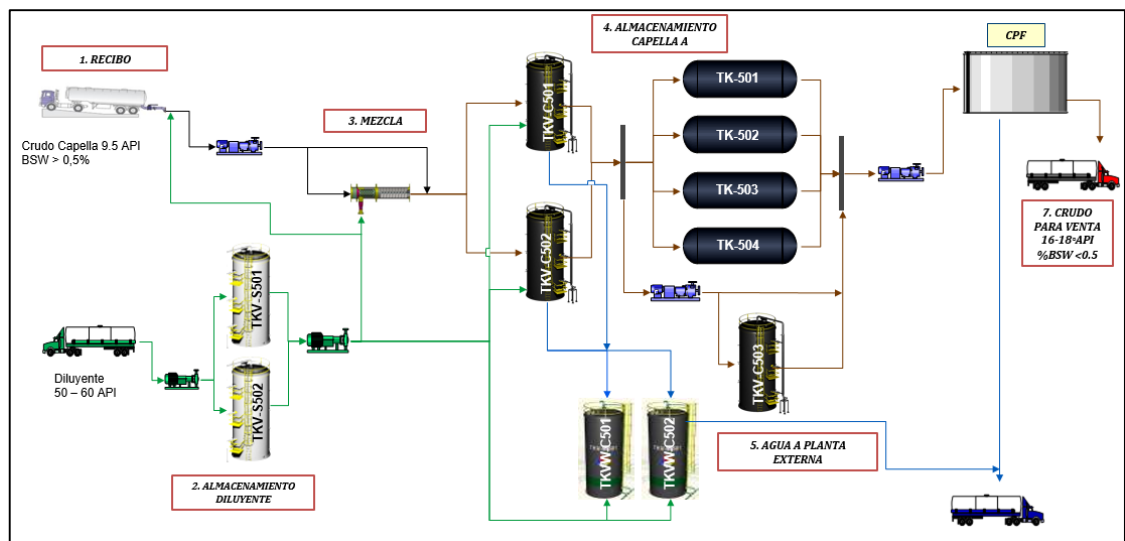 1. RECIBO
Crudo Capella 9.5 API
BSW > 0,5%
Diluyente
50 – 60 API
TKV-S501
TKV-S502
2. ALMACENAMIENTO
DILUYENTE
3. MEZCLA
TKV-C501
TKV-C502
4. ALMACENAMIENTO
CAPELLA A
TK-501
TK-502
TK-503
TK-504
TKV-C503
TKVW-C501
TKVW-C502
5. AGUA A PLANTA
EXTERNA
CPF
7. CRUDO
PARA VENTA
16-18°API
%BSW <0.5